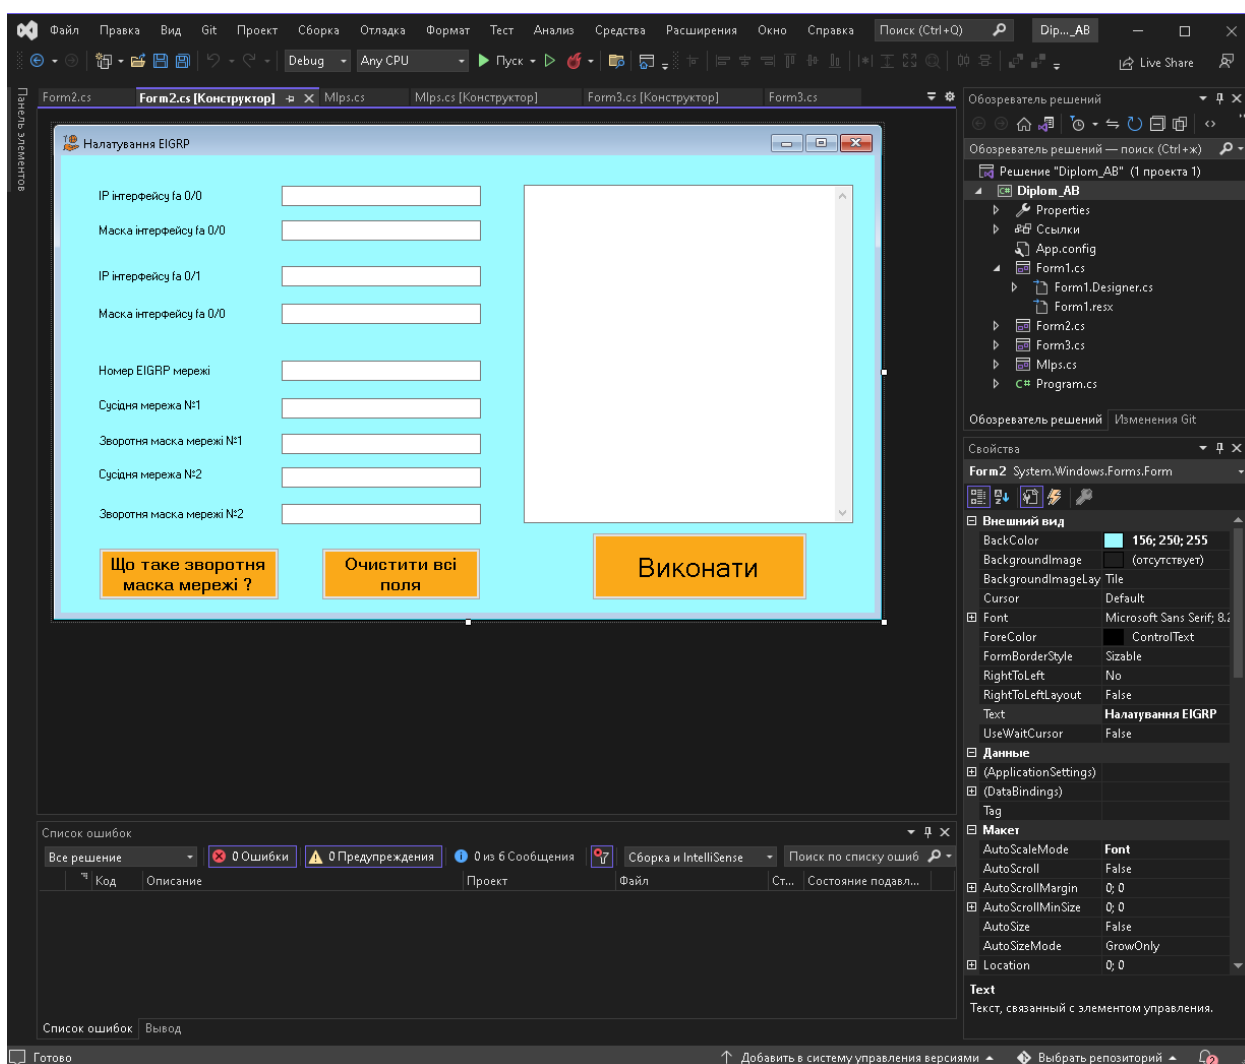 Файл Правка Вид Git Проект Сборка Отладка Формат Тест Анализ Средства Расширения Окно Справка Поиск (Ctrl+Q) Dip..._AB
Debug Any CPU Пуск Live Share
Панель элементов
Form2.cs Form2.cs [Конструктор] Mlps.cs Mlps.cs [Конструктор] Form3.cs [Конструктор] Form3.cs
Налатування EIGRP
IP інтерфейсу fa 0/0
Маска інтерфейсу fa 0/0
IP інтерфейсу fa 0/1
Маска інтерфейсу fa 0/0
Номер EIGRP мережі
Сусідня мережа №1
Зворотня маска мережі №1
Сусідня мережа №2
Зворотня маска мережі №2
Що таке зворотня
маска мережі ?
Очистити всі
поля
Виконати
Обозреватель решений
Обозреватель решений — поиск (Ctrl+ж)
Решение "Diplom_AB" (1 проекта 1)
C# Diplom_AB
Properties
Ссылки
App.config
Form1.cs
Form1.Designer.cs
Form1.resx
Form2.cs
Form3.cs
Mlps.cs
C# Program.cs
Обозреватель решений Изменения Git
Свойства
Form2 System.Windows.Forms.Form
Внешний вид
BackColor 156; 250; 255
BackgroundImage (отсутствует)
BackgroundImageLay Tile
Cursor Default
Font Microsoft Sans Serif; 8.2
ForeColor ControlText
FormBorderStyle Sizable
RightToLeft No
RightToLeftLayout False
Text Налатування EIGRP
UseWaitCursor False
Данные
(ApplicationSettings)
(DataBindings)
Tag
Макет
AutoScaleMode Font
AutoScroll False
AutoScrollMargin 0; 0
AutoScrollMinSize 0; 0
AutoSize False
AutoSizeMode GrowOnly
Location 0; 0
Text
Текст, связанный с элементом управления.
Список ошибок
Все решение 0 Ошибки 0 Предупреждения 0 из 6 Сообщения Сборка и IntelliSense Поиск по списку ошиб
Код Описание Проект Файл Ст... Состояние подавл...
Список ошибок Вывод
Готово Добавить в систему управления версиями Выбрать репозиторий 2